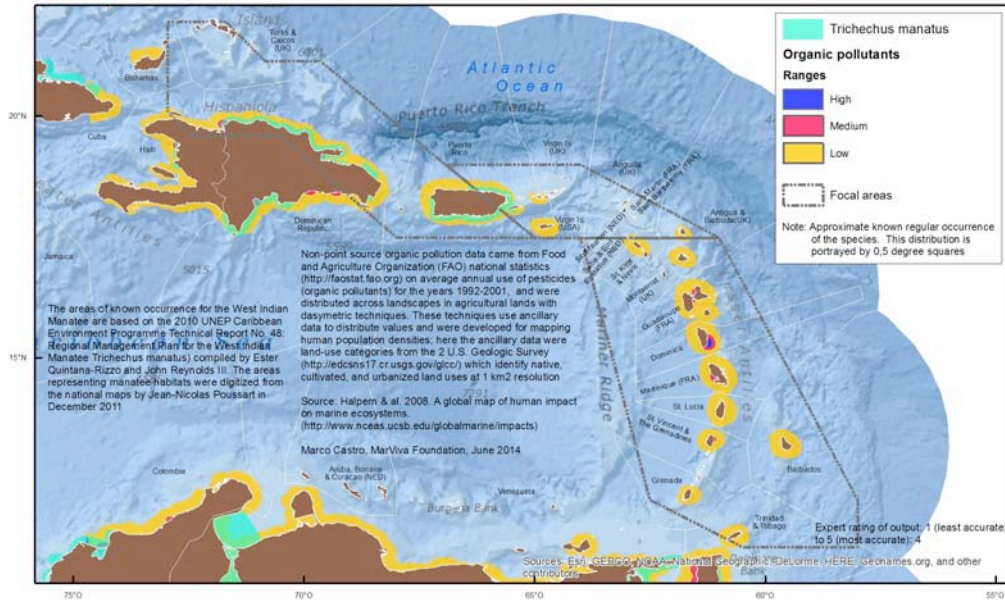 Islands
Turks &
Caicos
(UK)
Bahamas
Atlantic
Ocean
Hispaniola
Puerto Rico Trench
20°N
Cuba
Haiti
Puerto
Rico
Virgin Is
(UK)
Anguilla
(UK)
Saint Martin (FRA)
Dominican
Republic
Virgin Is
(USA)
Antigua &
Barbuda(UK)
St. Kitts
& Nevis
Montserrat
(UK)
Jamaica
5015
Guadeloupe
(FRA)
15°N
Dominica
Martinique (FRA)
St. Lucia
St. Vincent &
The Grenadines
Barbados
Grenada
Trinidad &
Tobago
Colombia
Aruba, Bonaire
& Curacao (NED)
Venezuela
Bank
Ridge
Trichechus manatus
Organic pollutants
Ranges
High
Medium
Low
Focal areas
Note: Approximate known regular occurrence
of the species. This distribution is
portrayed by 0,5 degree squares
Non-point source organic pollution data came from Food
and Agriculture Organization (FAO) national statistics
(http://faostat.fao.org) on average annual use of pesticides
(organic pollutants) for the years 1992-2001, and were
distributed across landscapes in agricultural lands with
dasymetric techniques. These techniques use ancillary
data to distribute values and were developed for mapping
human population densities; here the ancillary data were
land-use categories from the 2 U.S. Geologic Survey
(http://edcsns17.cr.usgs.gov/glcc/) which identify native,
cultivated, and urbanized land uses at 1 km2 resolution
Source: Halpern & al. 2008. A global map of human impact
on marine ecosystems.
(http://www.nceas.ucsb.edu/globalmarine/impacts)
Marco Castro, MarViva Foundation, June 2014
The areas of known occurrence for the West Indian
Manatee are based on the 2010 UNEP Caribbean
Environment Programme Technical Report No. 48:
Regional Management Plan for the West Indian
Manatee Trichechus manatus) compiled by Ester
Quintana-Rizzo and John Reynolds III. The areas
representing manatee habitats were digitized from
the national maps by Jean-Nicolas Poussart in
December 2011
Expert rating of output: 1 (least accurate)
to 5 (most accurate): 4
Sources: Esri, GEBCO, NOAA, National Geographic, DeLorme, HERE, Geonames.org, and other
contributors
Bank
75°0
70°0
65°0
60°0
55°0